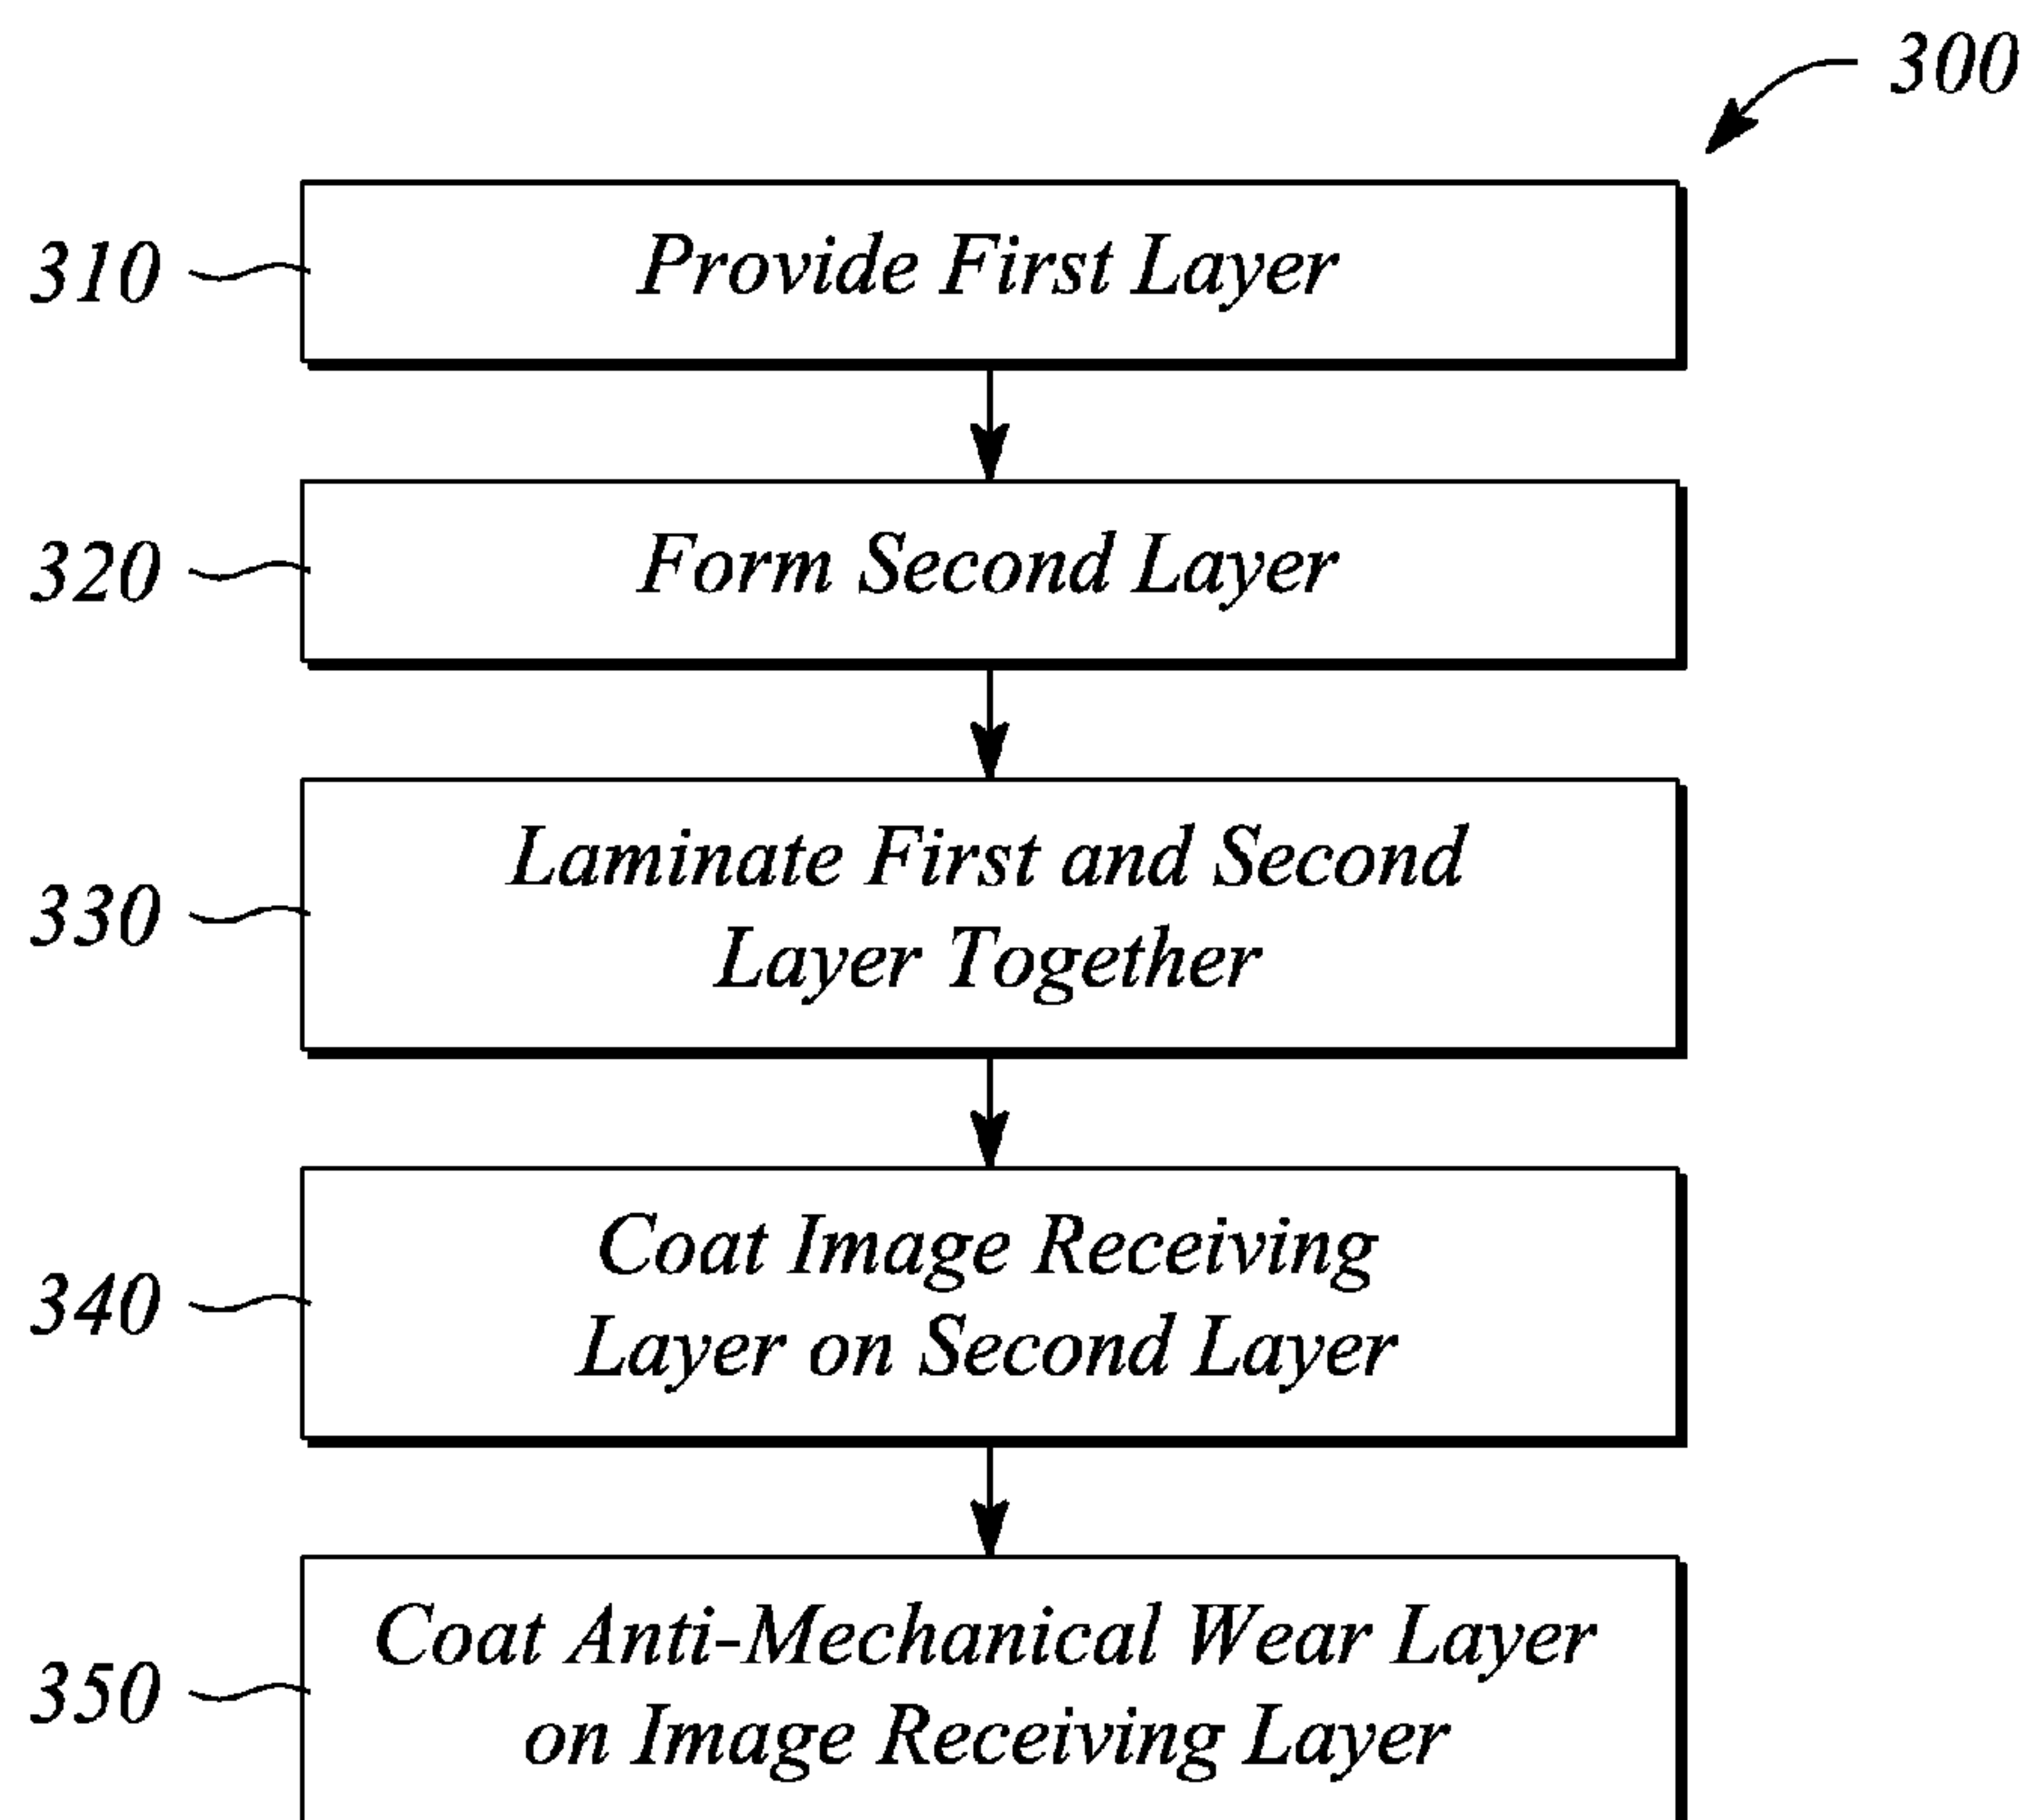 300
310
Provide First Layer
320
Form Second Layer
330
Laminate First and Second
Layer Together
340
Coat Image Receiving
Layer on Second Layer
350
Coat Anti-Mechanical Wear Layer
on Image Receiving Layer